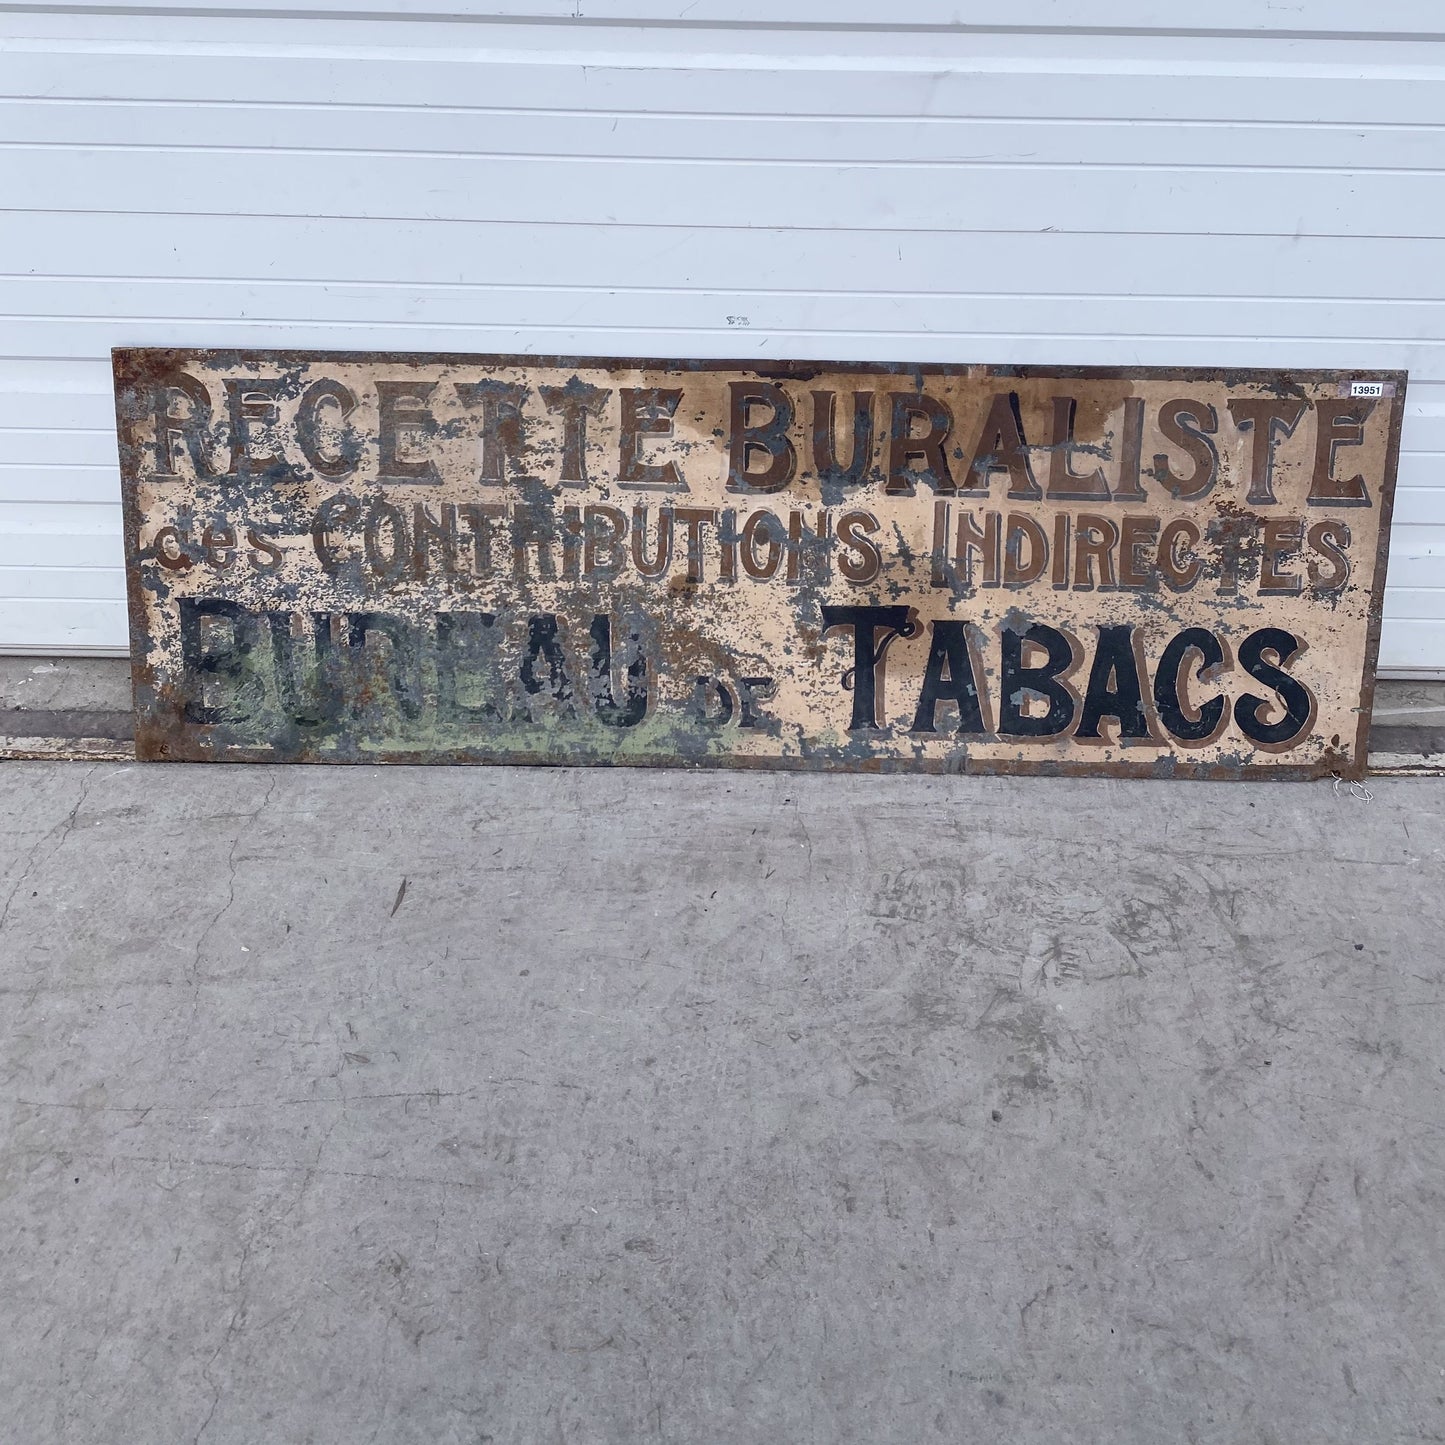 RECETTE BURALISTE
des CONTRIBUTIONS INDIRECTES
BUREAU DE TABACS
13951